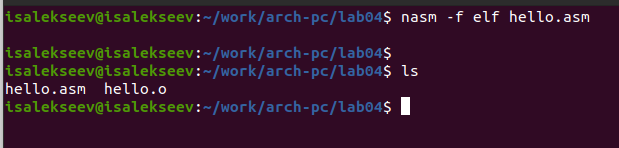 isalekseev@isalekseev:~/work/arch-pc/lab04$ nasm -f elf hello.asm
isalekseev@isalekseev:~/work/arch-pc/lab04$
isalekseev@isalekseev:~/work/arch-pc/lab04$ ls
hello.asm  hello.o
isalekseev@isalekseev:~/work/arch-pc/lab04$